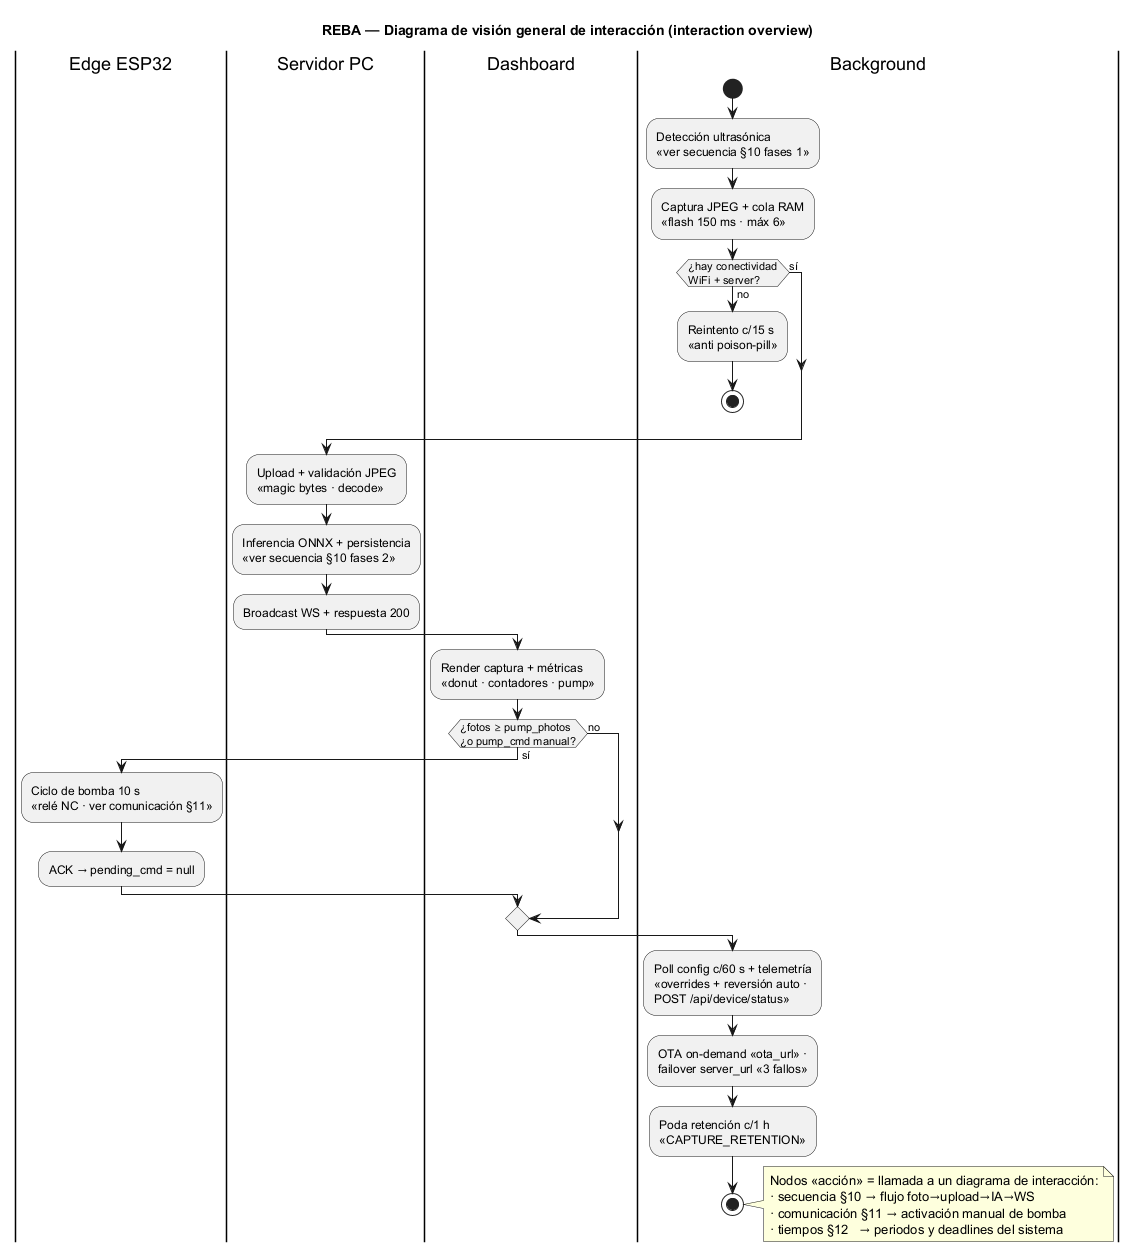 REBA — Diagrama de visión general de interacción (interaction overview)
Edge ESP32
Servidor PC
Dashboard
Background
Detección ultrasónica
«ver secuencia §10 fases 1»
Captura JPEG + cola RAM
«flash 150 ms · máx 6»
¿hay conectividad
WiFi + server?
sí
no
Reintento c/15 s
«anti poison-pill»
Upload + validación JPEG
«magic bytes · decode»
Inferencia ONNX + persistencia
«ver secuencia §10 fases 2»
Broadcast WS + respuesta 200
Render captura + métricas
«donut · contadores · pump»
¿fotos ≥ pump_photos
¿o pump_cmd manual?
no
sí
Ciclo de bomba 10 s
«relé NC · ver comunicación §11»
ACK → pending_cmd = null
Poll config c/60 s + telemetría
«overrides + reversión auto ·
POST /api/device/status»
OTA on-demand «ota_url» ·
failover server_url «3 fallos»
Poda retención c/1 h
«CAPTURE_RETENTION»
Nodos «acción» = llamada a un diagrama de interacción:
· secuencia §10 → flujo foto→upload→IA→WS
· comunicación §11 → activación manual de bomba
· tiempos §12 → periodos y deadlines del sistema